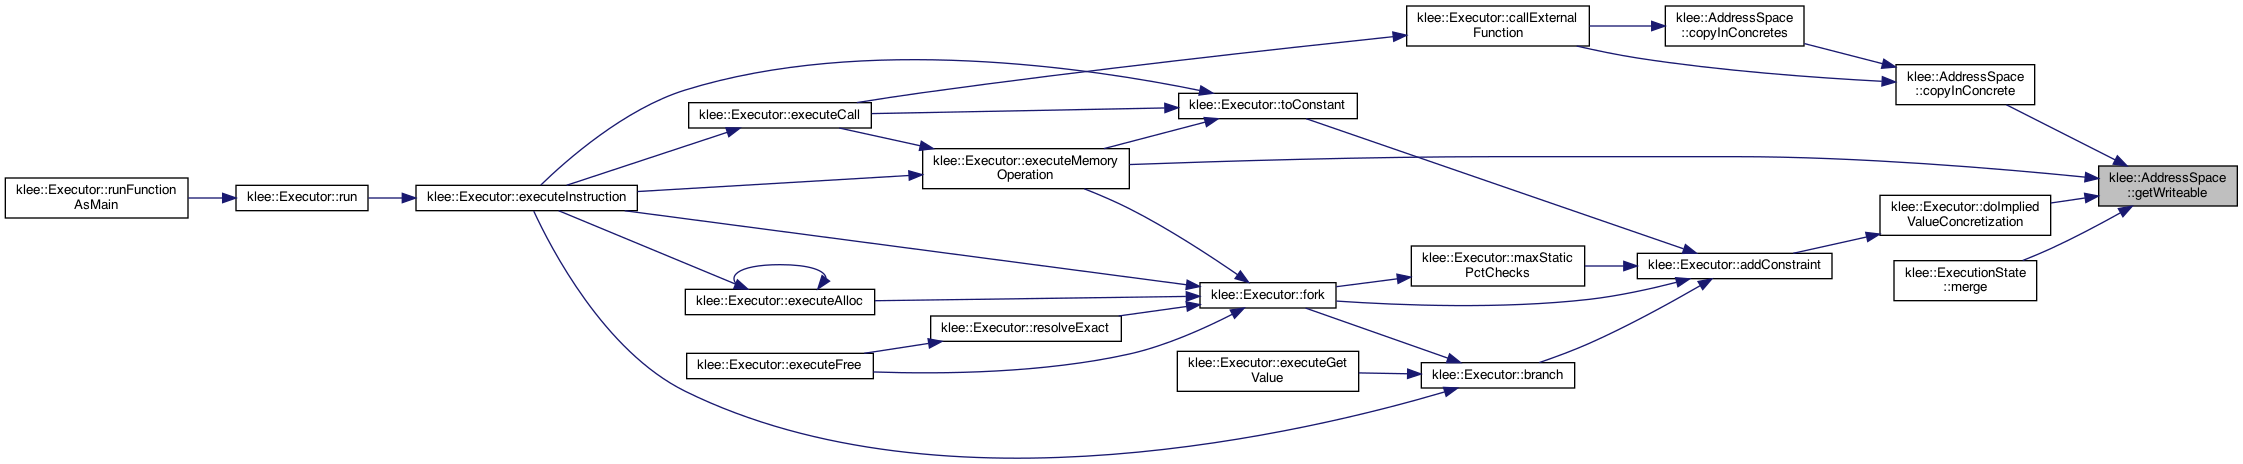 klee::Executor::runFunction
AsMain
klee::Executor::run
klee::Executor::executeInstruction
klee::Executor::executeCall
klee::Executor::executeAlloc
klee::Executor::executeFree
klee::Executor::executeMemory
Operation
klee::Executor::resolveExact
klee::Executor::toConstant
klee::Executor::fork
klee::Executor::executeGet
Value
klee::Executor::callExternal
Function
klee::Executor::maxStatic
PctChecks
klee::Executor::branch
klee::AddressSpace
::copyInConcretes
klee::Executor::addConstraint
klee::AddressSpace
::copyInConcrete
klee::Executor::doImplied
ValueConcretization
klee::ExecutionState
::merge
klee::AddressSpace
::getWriteable